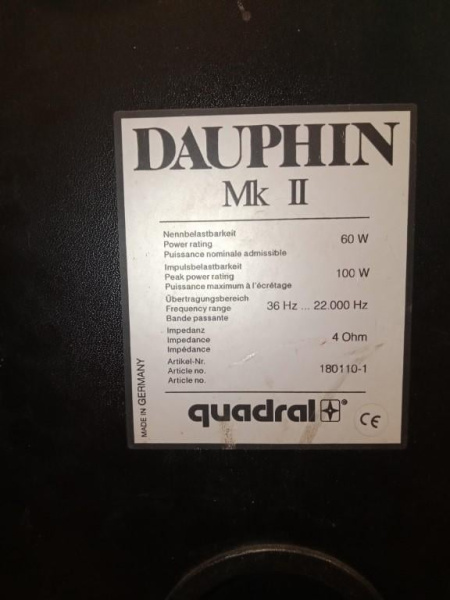 DAUPHIN
Mk II
Nennbelastbarkeit
Power rating 60 W
Puissance nominale admissible
Impulsbelastbarkeit
Peak power rating 100 W
Puissance maximum à l'écrêtage
Übertragungsbereich
Frequency range 36 Hz ... 22.000 Hz
Bande passante
Impedanz
Impedance 4 Ohm
Impédance
Artikel-Nr.
Article no. 180110-1
Article no.
MADE IN GERMANY
quadral ® CE